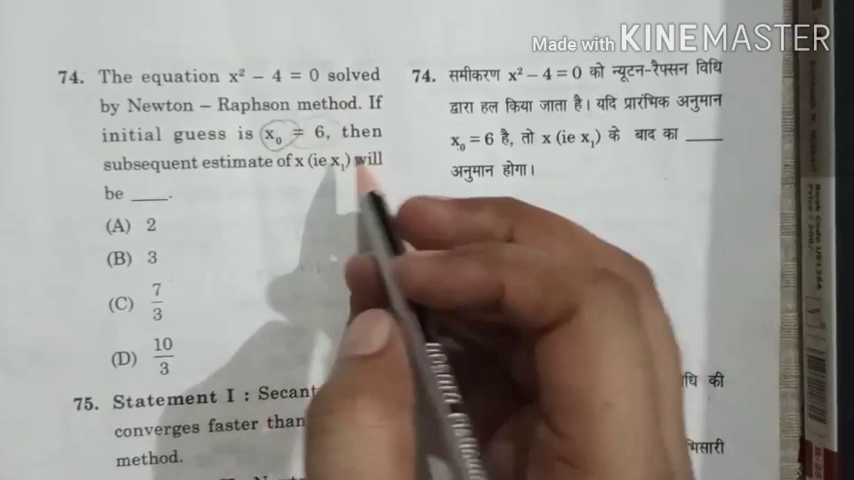 Made with KINEMASTER
74. The equation x² – 4 = 0 solved
by Newton – Raphson method. If
initial guess is x₀ = 6, then
subsequent estimate of x (ie x₁) will
be ____.
(A) 2
(B) 3
(C) 7/3
(D) 10/3
75. Statement I : Secant
converges faster than
method.
74. समीकरण x² – 4 = 0 को न्यूटन-रैफ्सन विधि
द्वारा हल किया जाता है। यदि प्रारंभिक अनुमान
x₀ = 6 है, तो x (ie x₁) के बाद का ____
अनुमान होगा।
की